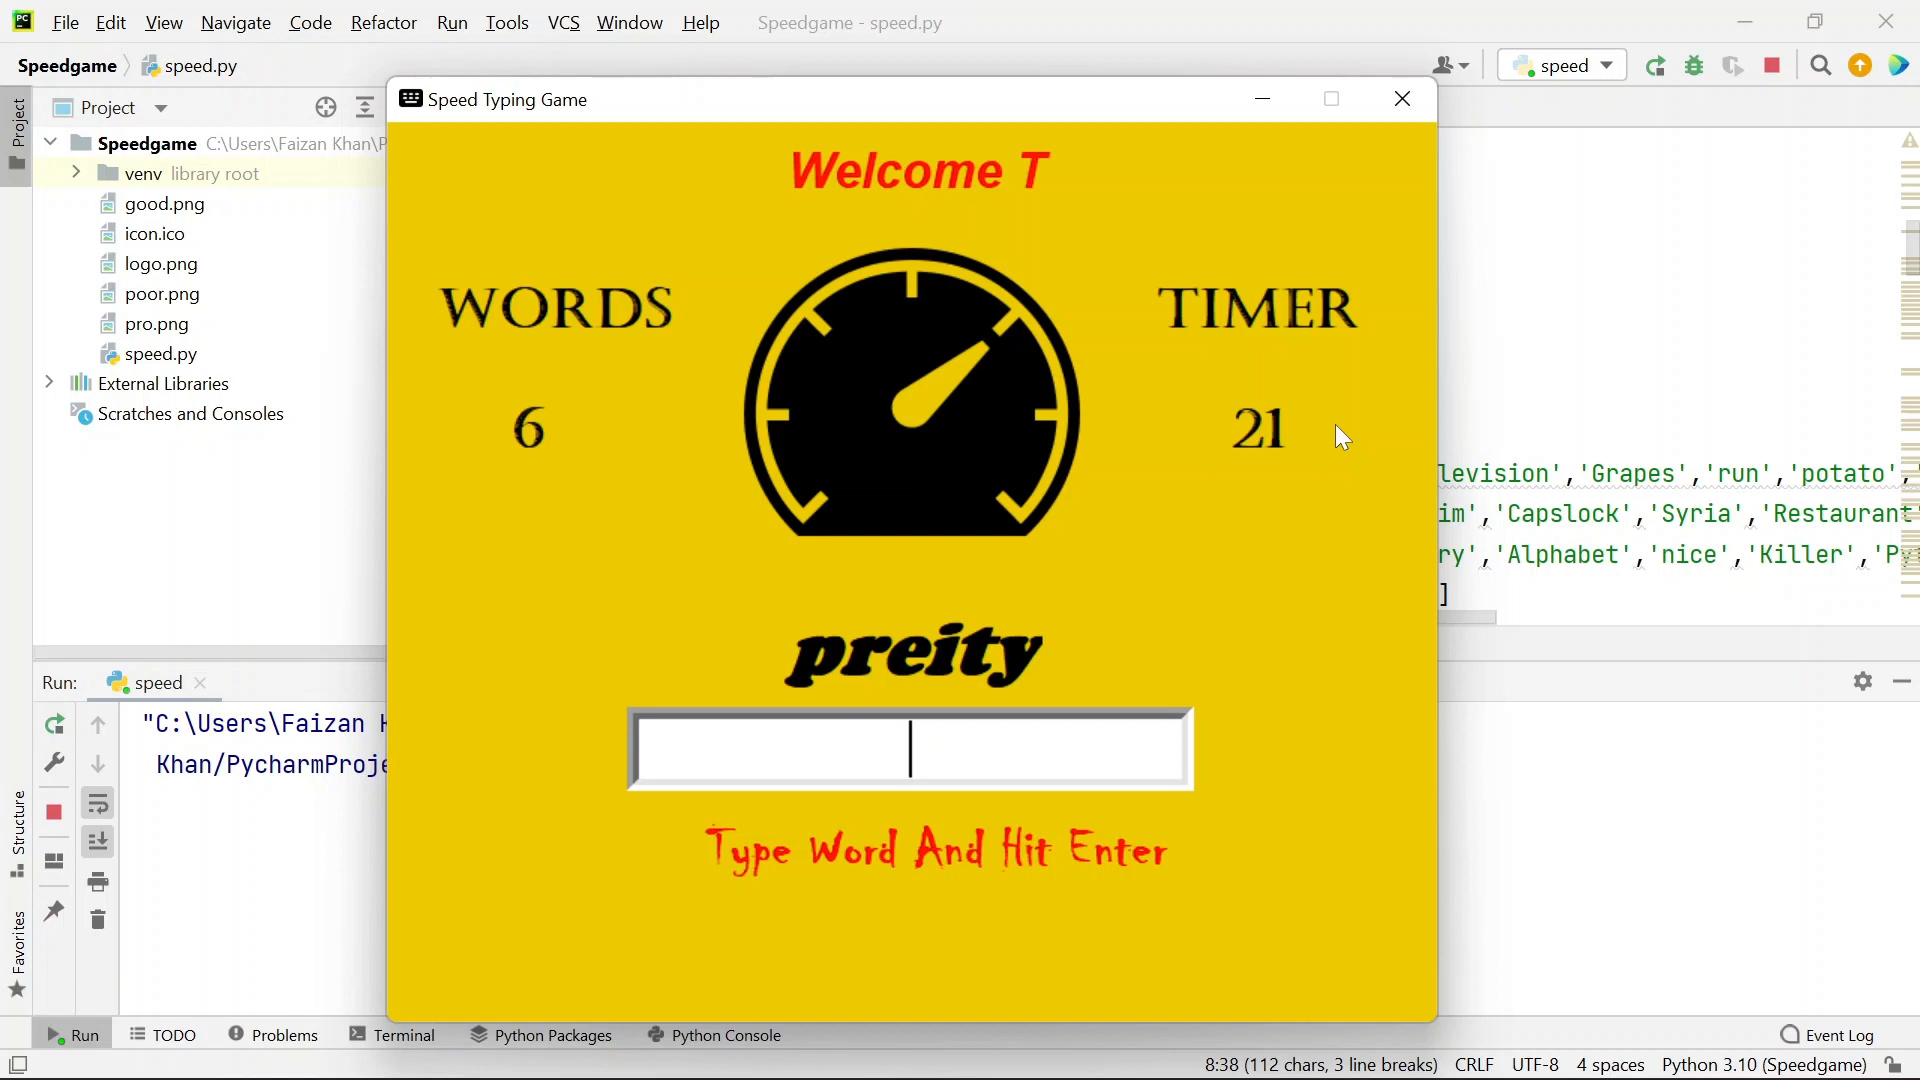 File Edit View Navigate Code Refactor Run Tools VCS Window Help Speedgame - speed.py
Speedgame speed.py
speed
Project
Project
Speedgame C:\Users\Faizan Khan\P
venv library root
good.png
icon.ico
logo.png
poor.png
pro.png
speed.py
External Libraries
Scratches and Consoles
Speed Typing Game
Welcome T
WORDS
TIMER
6
21
preity
Type Word And Hit Enter
levision','Grapes','run','potato',
im','Capslock','Syria','Restaurant
ry','Alphabet','nice','Killer','Py
]
Run: speed
"C:\Users\Faizan K
Khan/PycharmProje
Structure
Favorites
Run TODO Problems Terminal Python Packages Python Console Event Log
8:38 (112 chars, 3 line breaks) CRLF UTF-8 4 spaces Python 3.10 (Speedgame)